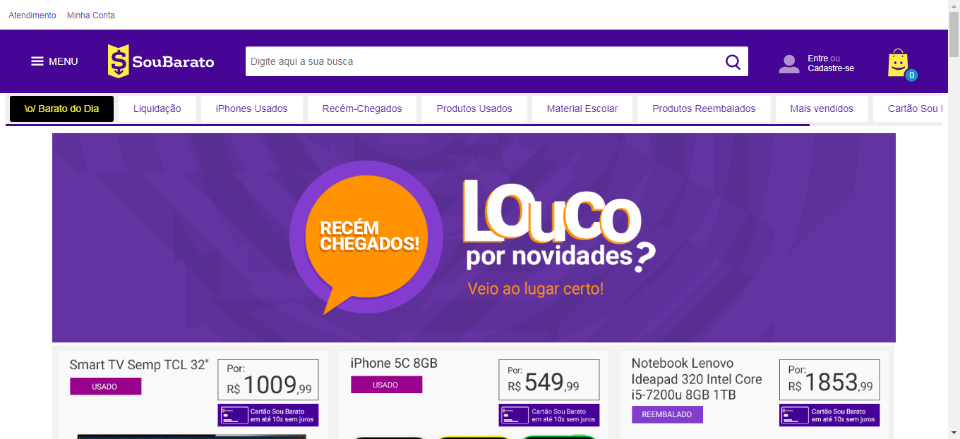 Atendimento Minha Conta
MENU SouBarato Digite aqui a sua busca Entre ou
Cadastre-se
0
\o/ Barato do Dia Liquidação iPhones Usados Recém-Chegados Produtos Usados Material Escolar Produtos Reembalados Mais vendidos Cartão Sou
RECÉM
CHEGADOS!
LOUCO
por novidades?
Veio ao lugar certo!
Smart TV Semp TCL 32"
USADO
Por:
R$ 1009,99
Cartão Sou Barato
em até 10x sem juros
iPhone 5C 8GB
USADO
Por:
R$ 549,99
Cartão Sou Barato
em até 10x sem juros
Notebook Lenovo
Ideapad 320 Intel Core
i5-7200u 8GB 1TB
REEMBALADO
Por:
R$ 1853,99
Cartão Sou Barato
em até 10x sem juros